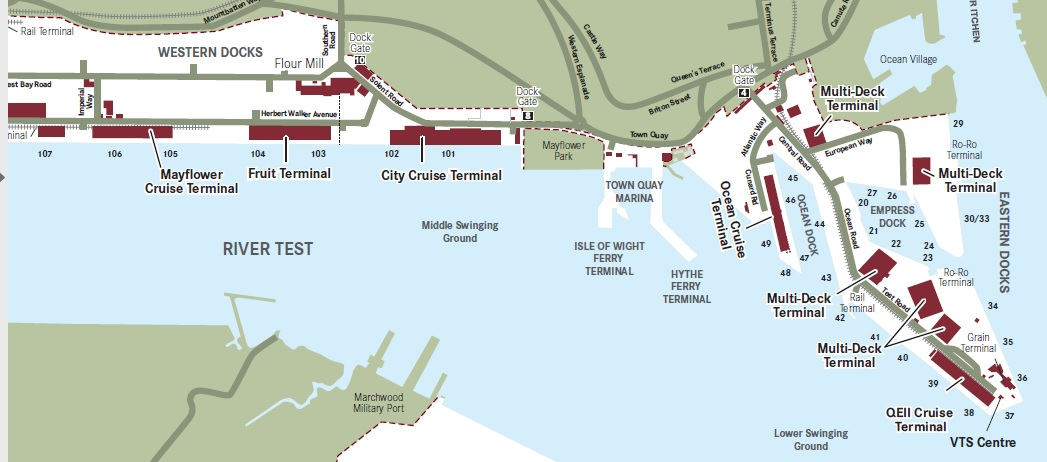 Mountbatten Way
Rail Terminal
WESTERN DOCKS
Flour Mill
Southern
Road
Dock
Gate
10
est Bay Road
Imperial
Way
Solent Road
Herbert Walker Avenue
minal
107
106
105
104
103
102
101
Mayflower
Cruise Terminal
Fruit Terminal
City Cruise Terminal
Dock
Gate
8
Mayflower
Park
Western Esplanade
Castle Way
Queen's Terrace
Briton Street
Town Quay
Terminus Terrace
Canute R
Dock
Gate
4
R ITCHEN
Ocean Village
Multi-Deck
Terminal
Atlantic Way
Central Road
European Way
Cunard Rd
29
Ro-Ro
Terminal
Multi-Deck
Terminal
TOWN QUAY
MARINA
Ocean Cruise
Terminal
45
46
44
OCEAN DOCK
49
47
48
43
Ocean Road
27
26
20
EMPRESS
DOCK
21
25
22
24
23
30/33
EASTERN DOCKS
RIVER TEST
Middle Swinging
Ground
ISLE OF WIGHT
FERRY
TERMINAL
HYTHE
FERRY
TERMINAL
Multi-Deck
Terminal
Rail
Terminal
Test Road
Ro-Ro
Terminal
42
34
41
Multi-Deck
Terminal
40
Grain
Terminal
35
36
39
38
37
QEII Cruise
Terminal
VTS Centre
Marchwood
Military Port
Lower Swinging
Ground